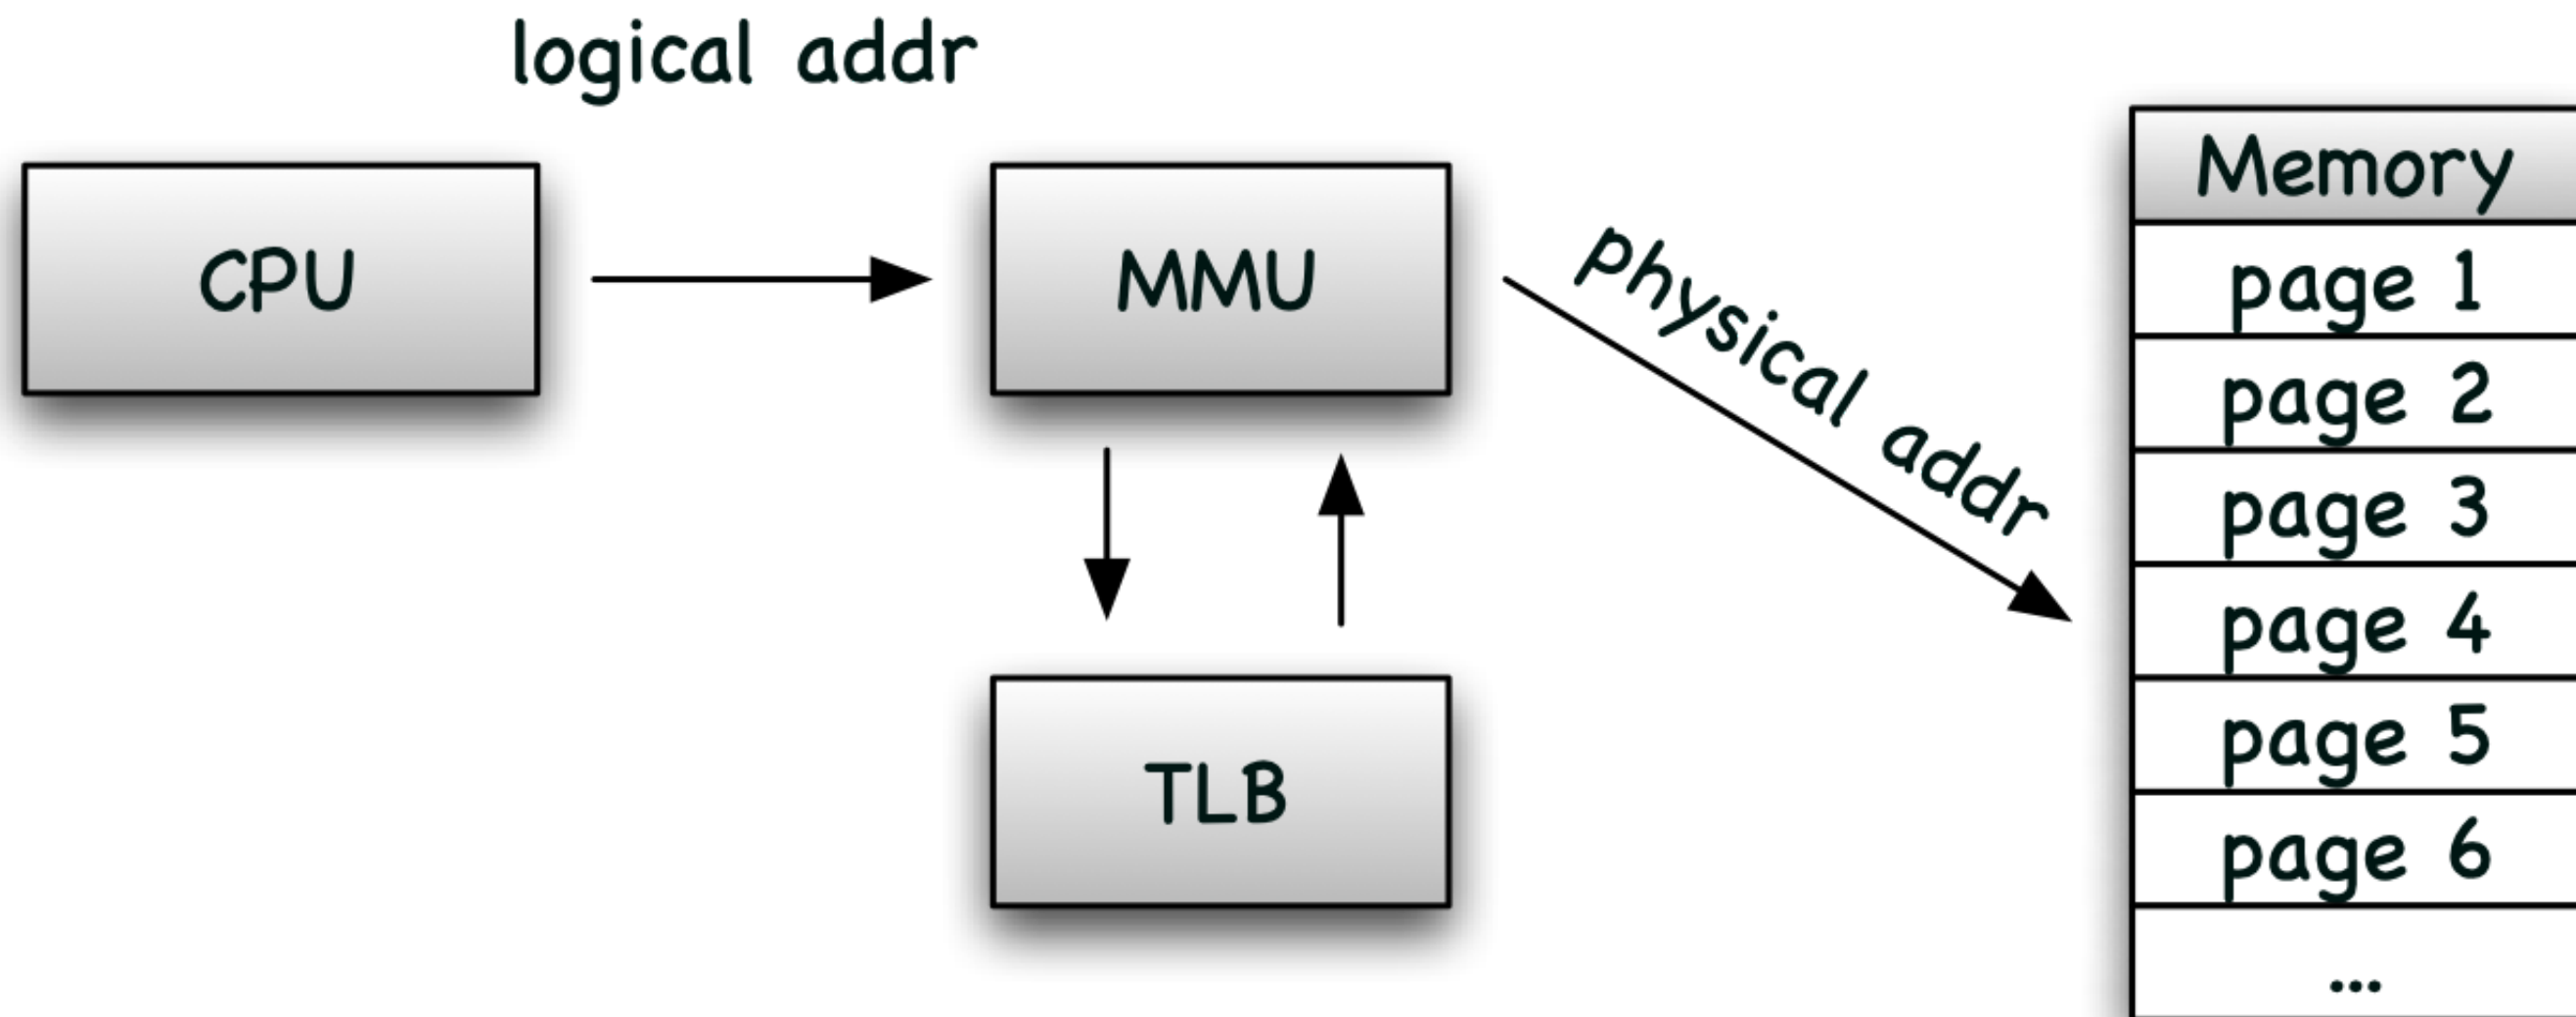 logical addr
CPU
MMU
physical addr
TLB
Memory
page 1
page 2
page 3
page 4
page 5
page 6
...